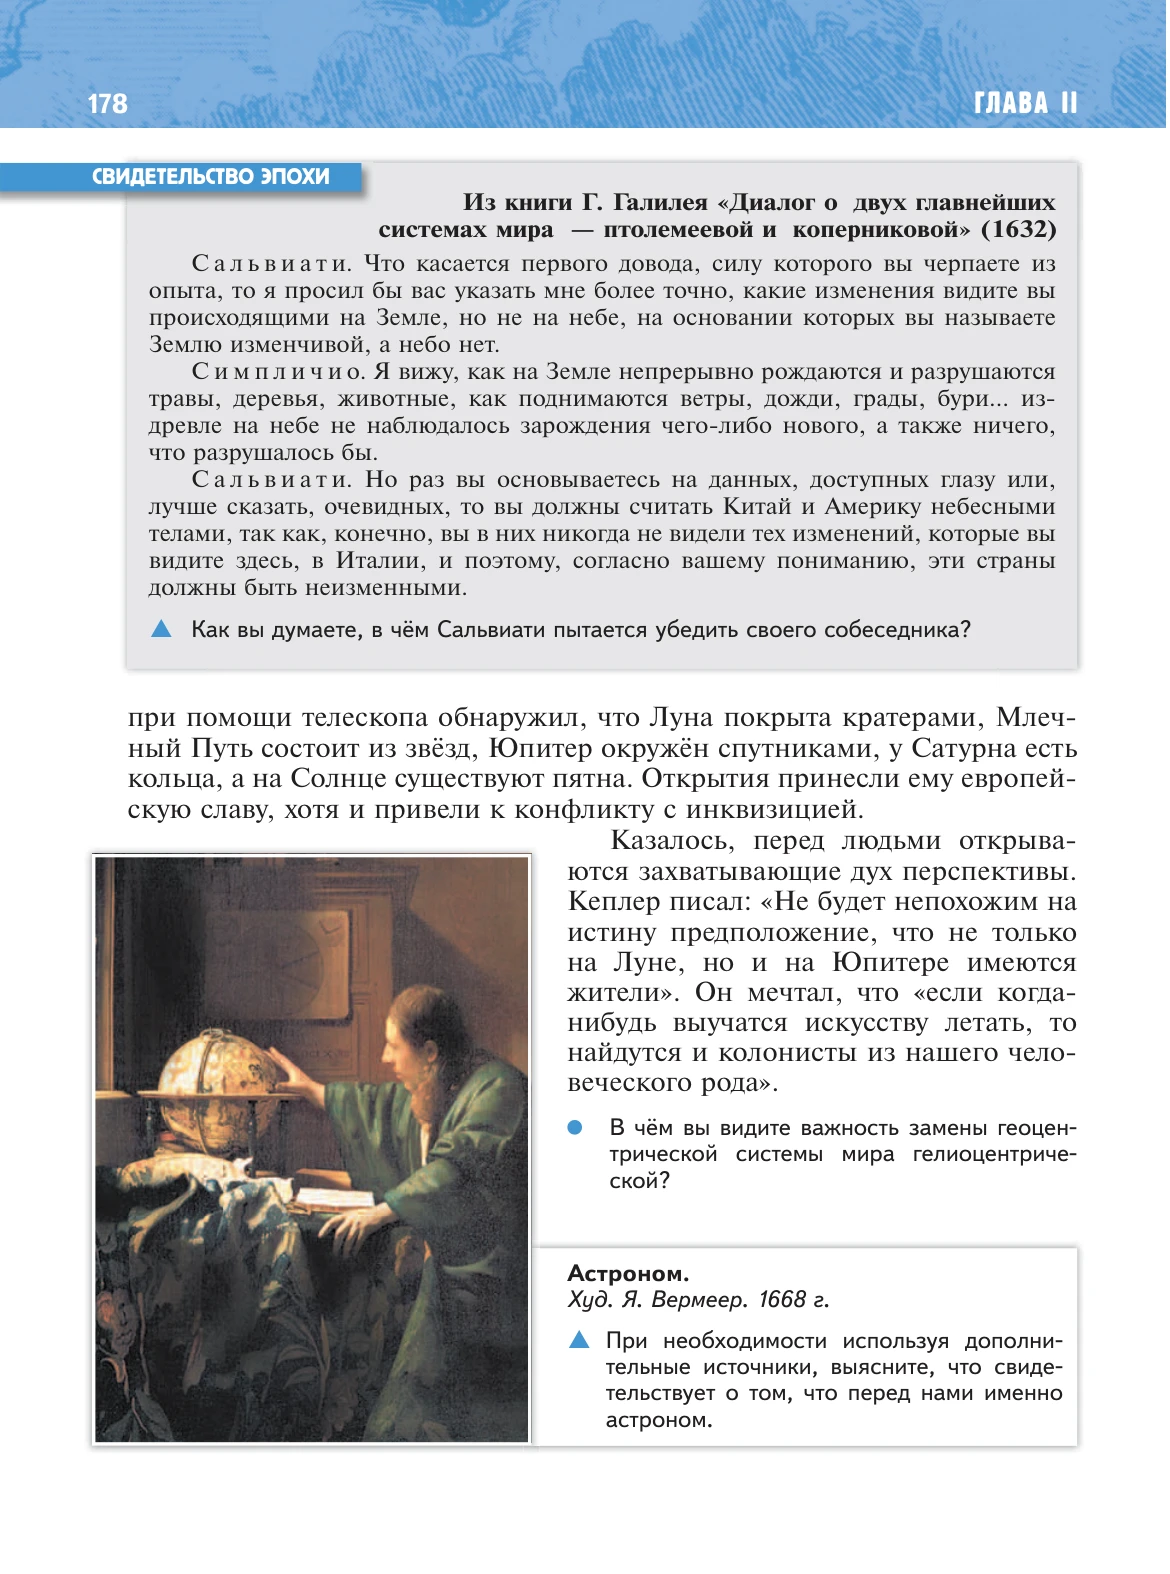 178
ГЛАВА II
СВИДЕТЕЛЬСТВО ЭПОХИ
Из книги Г. Галилея «Диалог о двух главнейших
системах мира — птолемеевой и коперниковой» (1632)
Сальвиати. Что касается первого довода, силу которого вы черпаете из
опыта, то я просил бы вас указать мне более точно, какие изменения видите вы
происходящими на Земле, но не на небе, на основании которых вы называете
Землю изменчивой, а небо нет.
Симпличио. Я вижу, как на Земле непрерывно рождаются и разрушаются
травы, деревья, животные, как поднимаются ветры, дожди, грады, бури... из-
древле на небе не наблюдалось зарождения чего-либо нового, а также ничего,
что разрушалось бы.
Сальвиати. Но раз вы основываетесь на данных, доступных глазу или,
лучше сказать, очевидных, то вы должны считать Китай и Америку небесными
телами, так как, конечно, вы в них никогда не видели тех изменений, которые вы
видите здесь, в Италии, и поэтому, согласно вашему пониманию, эти страны
должны быть неизменными.
Как вы думаете, в чём Сальвиати пытается убедить своего собеседника?
при помощи телескопа обнаружил, что Луна покрыта кратерами, Млеч-
ный Путь состоит из звёзд, Юпитер окружён спутниками, у Сатурна есть
кольца, а на Солнце существуют пятна. Открытия принесли ему европей-
скую славу, хотя и привели к конфликту с инквизицией.
Казалось, перед людьми открыва-
ются захватывающие дух перспективы.
Кеплер писал: «Не будет непохожим на
истину предположение, что не только
на Луне, но и на Юпитере имеются
жители». Он мечтал, что «если когда-
нибудь выучатся искусству летать, то
найдутся и колонисты из нашего чело-
веческого рода».
В чём вы видите важность замены геоцен-
трической системы мира гелиоцентриче-
ской?
Астроном.
Худ. Я. Вермеер. 1668 г.
При необходимости используя дополни-
тельные источники, выясните, что свиде-
тельствует о том, что перед нами именно
астроном.